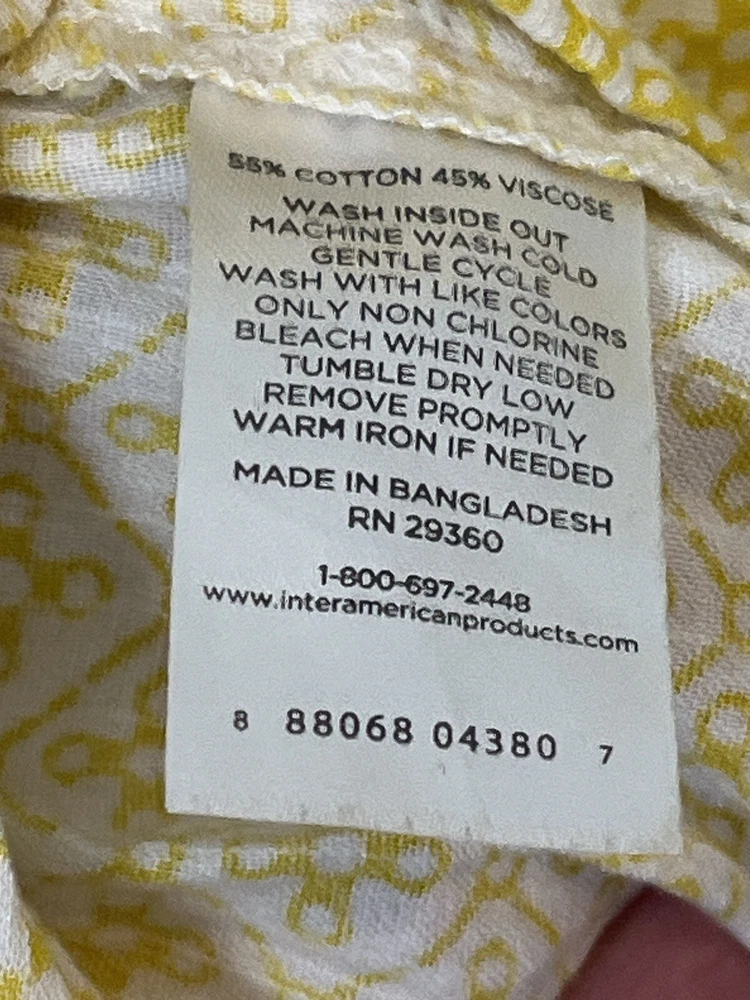 55% COTTON 45% VISCOSE
WASH INSIDE OUT
MACHINE WASH COLD
GENTLE CYCLE
WASH WITH LIKE COLORS
ONLY NON CHLORINE
BLEACH WHEN NEEDED
TUMBLE DRY LOW
REMOVE PROMPTLY
WARM IRON IF NEEDED
MADE IN BANGLADESH
RN 29360
1-800-697-2448
www.interamericanproducts.com
8 88068 04380 7